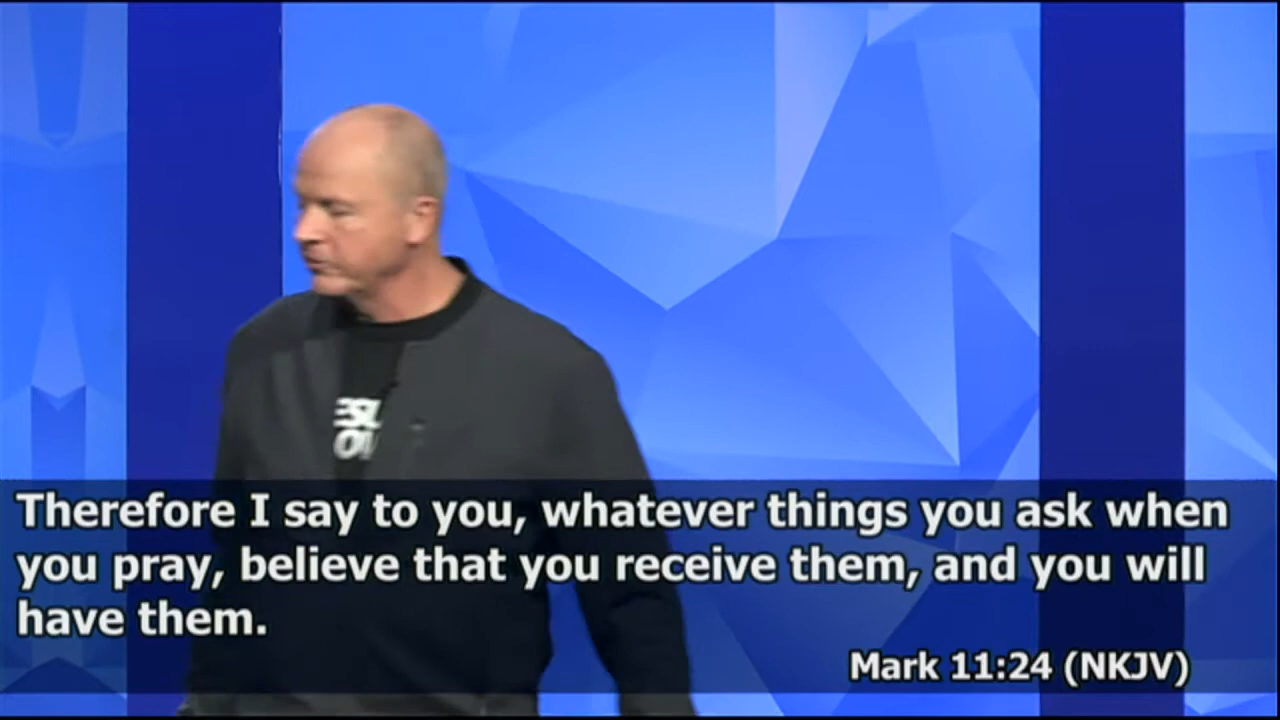 ESU
Therefore I say to you, whatever things you ask when
you pray, believe that you receive them, and you will
have them.
Mark 11:24 (NKJV)